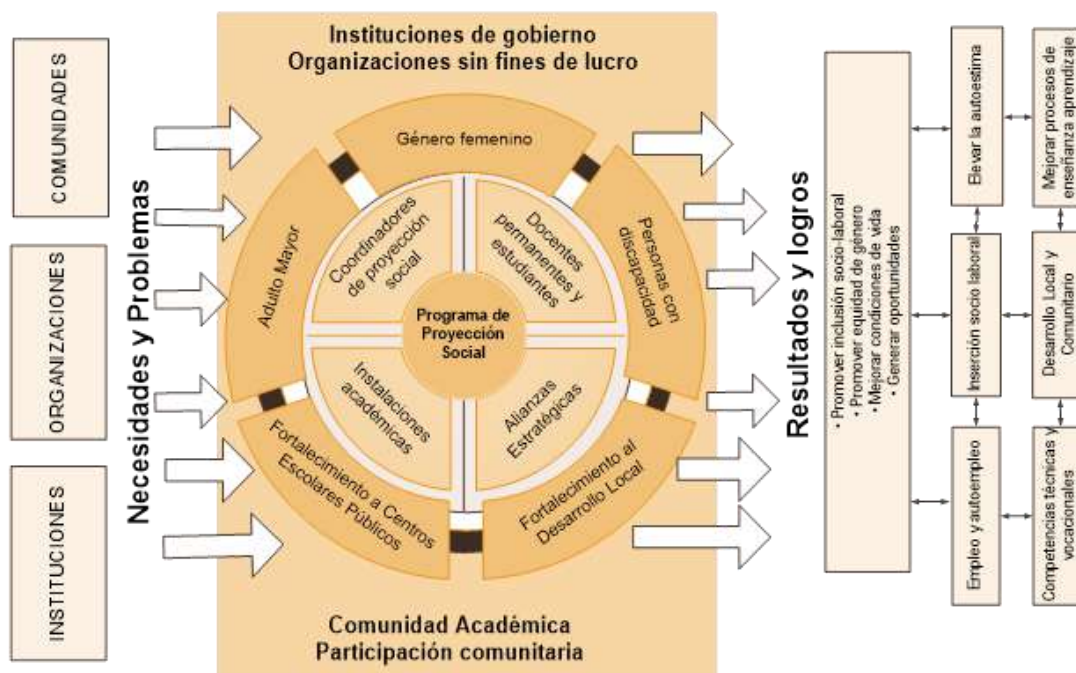 COMUNIDADES
ORGANIZACIONES
INSTITUCIONES
Necesidades y Problemas
Instituciones de gobierno
Organizaciones sin fines de lucro
Género femenino
Adulto Mayor
Personas con
discapacidad
Fortalecimiento a Centros
Escolares Públicos
Fortalecimiento al
Desarrollo Local
Coordinadores
de proyección
social
Docentes
permanentes y
estudiantes
Instalaciones
académicas
Alianzas
Estratégicas
Programa de
Proyección
Social
Comunidad Académica
Participación comunitaria
Resultados y logros
• Promover inclusión socio-laboral
• Promover equidad de género
• Mejorar condiciones de vida
• Generar oportunidades
Elevar la autoestima
Inserción socio laboral
Empleo y autoempleo
Mejorar procesos de
enseñanza aprendizaje
Desarrollo Local y
Comunitario
Competencias técnicas y
vocacionales